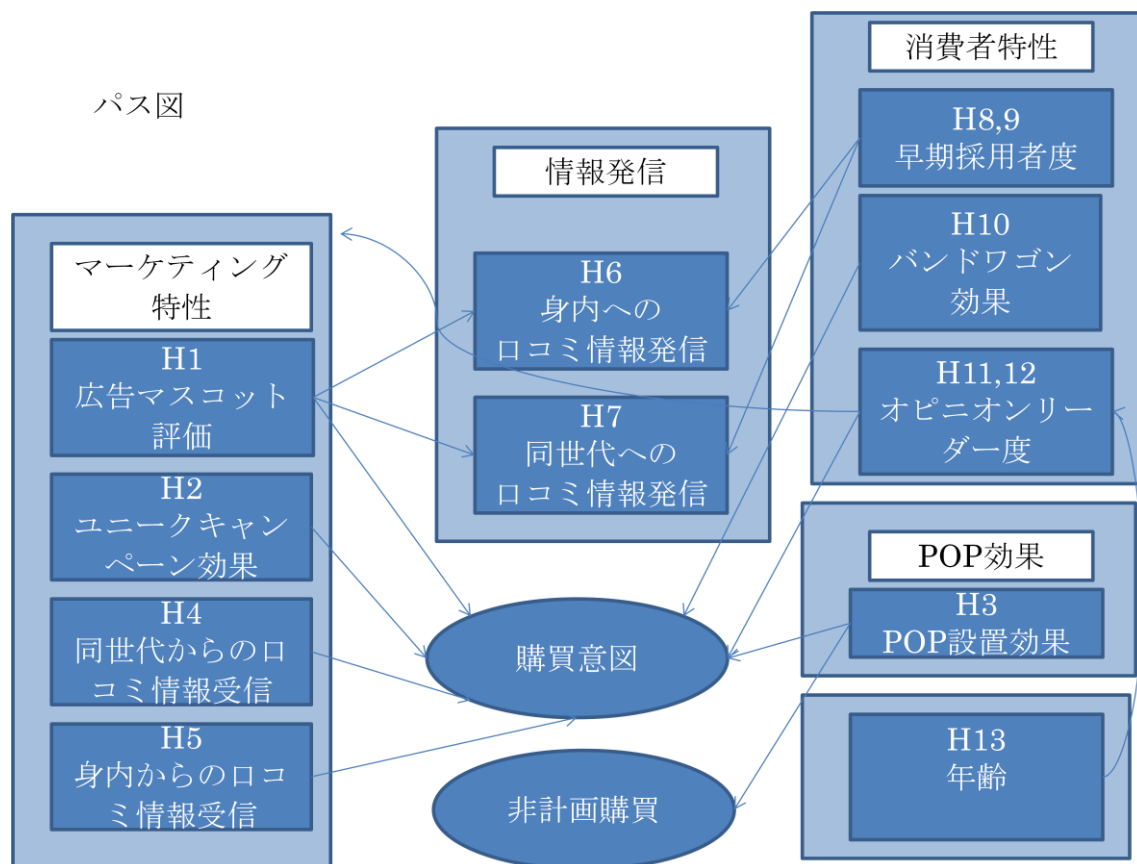 パス図
マーケティング
特性
H1
広告マスコット
評価
H2
ユニークキャン
ペーン効果
H4
同世代からの口
コミ情報受信
H5
身内からの口コ
ミ情報受信
情報発信
H6
身内への
口コミ情報発信
H7
同世代への
口コミ情報発信
購買意図
非計画購買
消費者特性
H8,9
早期採用者度
H10
バンドワゴン
効果
H11,12
オピニオンリー
ダー度
POP効果
H3
POP設置効果
H13
年齢